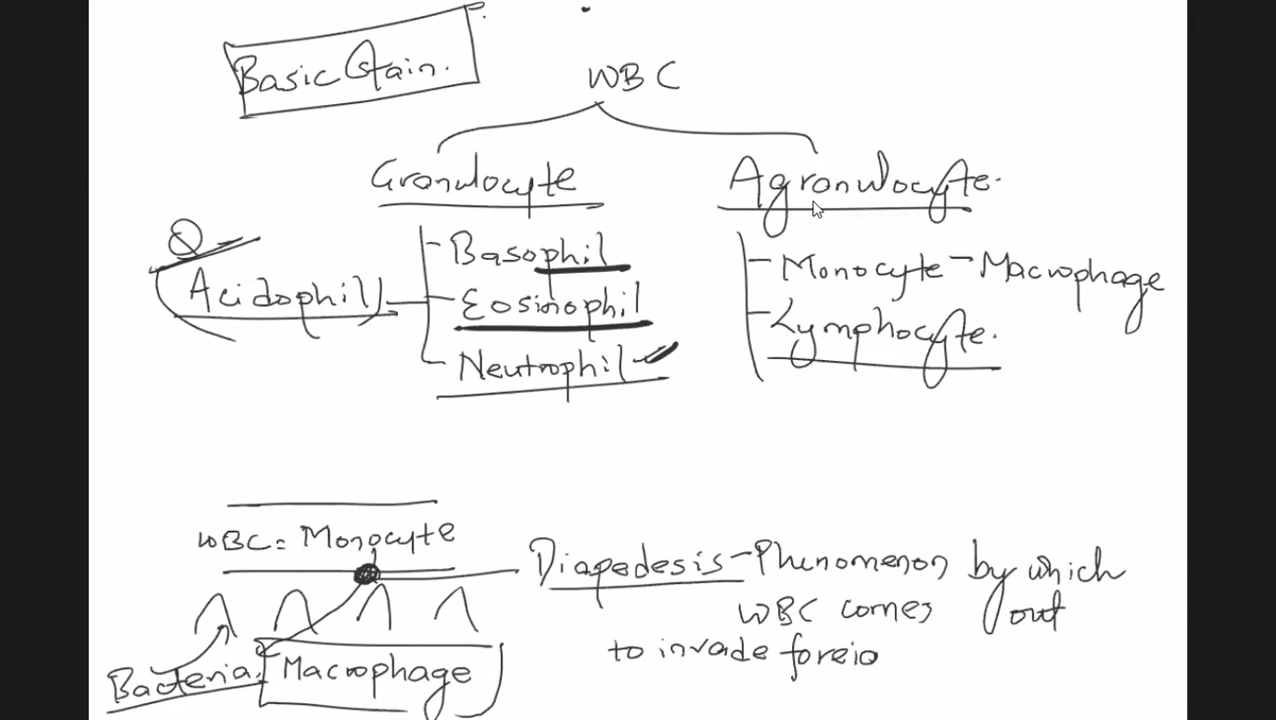 Basic Stain.
WBC
Granulocyte
Agranulocyte.
Q
Basophil
Acidophil
Eosinophil
Neutrophil
Monocyte - Macrophage
Lymphocyte.
WBC = Monocyte
Bacteria.
Macrophage
Diapedesis - Phenomenon by which
WBC comes out
to invade foreig